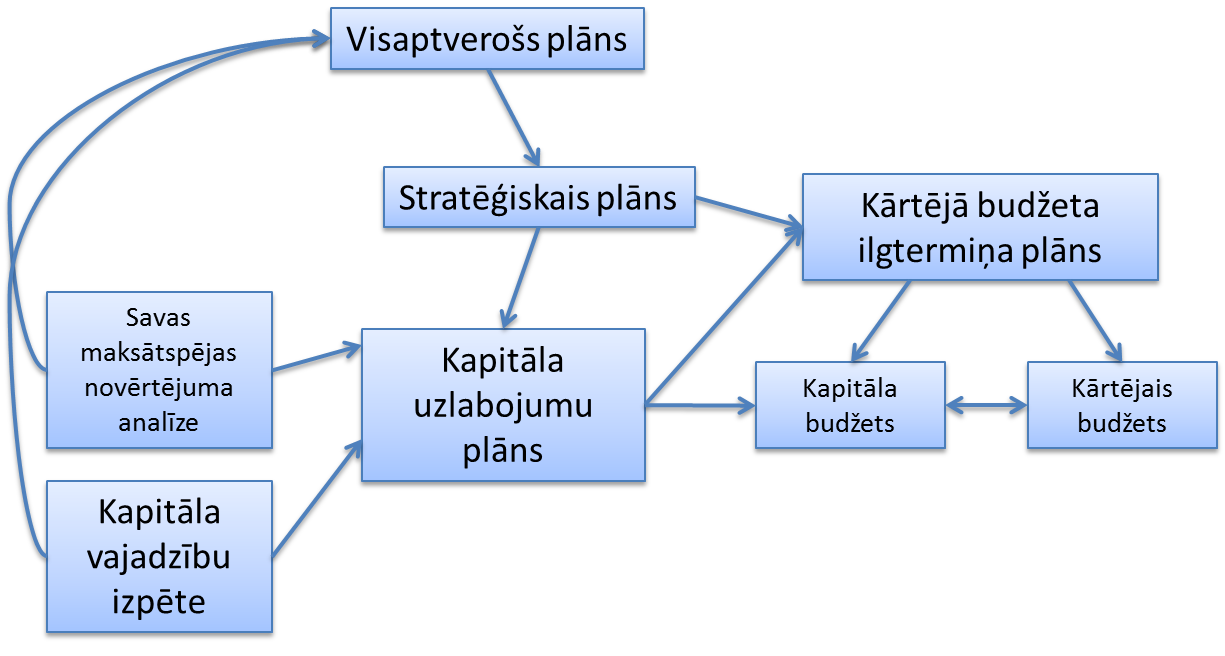 Visaptverošs plāns
Stratēģiskais plāns
Kārtējā budžeta
ilgtermiņa plāns
Savas
maksātspējas
novērtējuma
analīze
Kapitāla
uzlabojumu
plāns
Kapitāla
budžets
Kārtējais
budžets
Kapitāla
vajadzību
izpēte